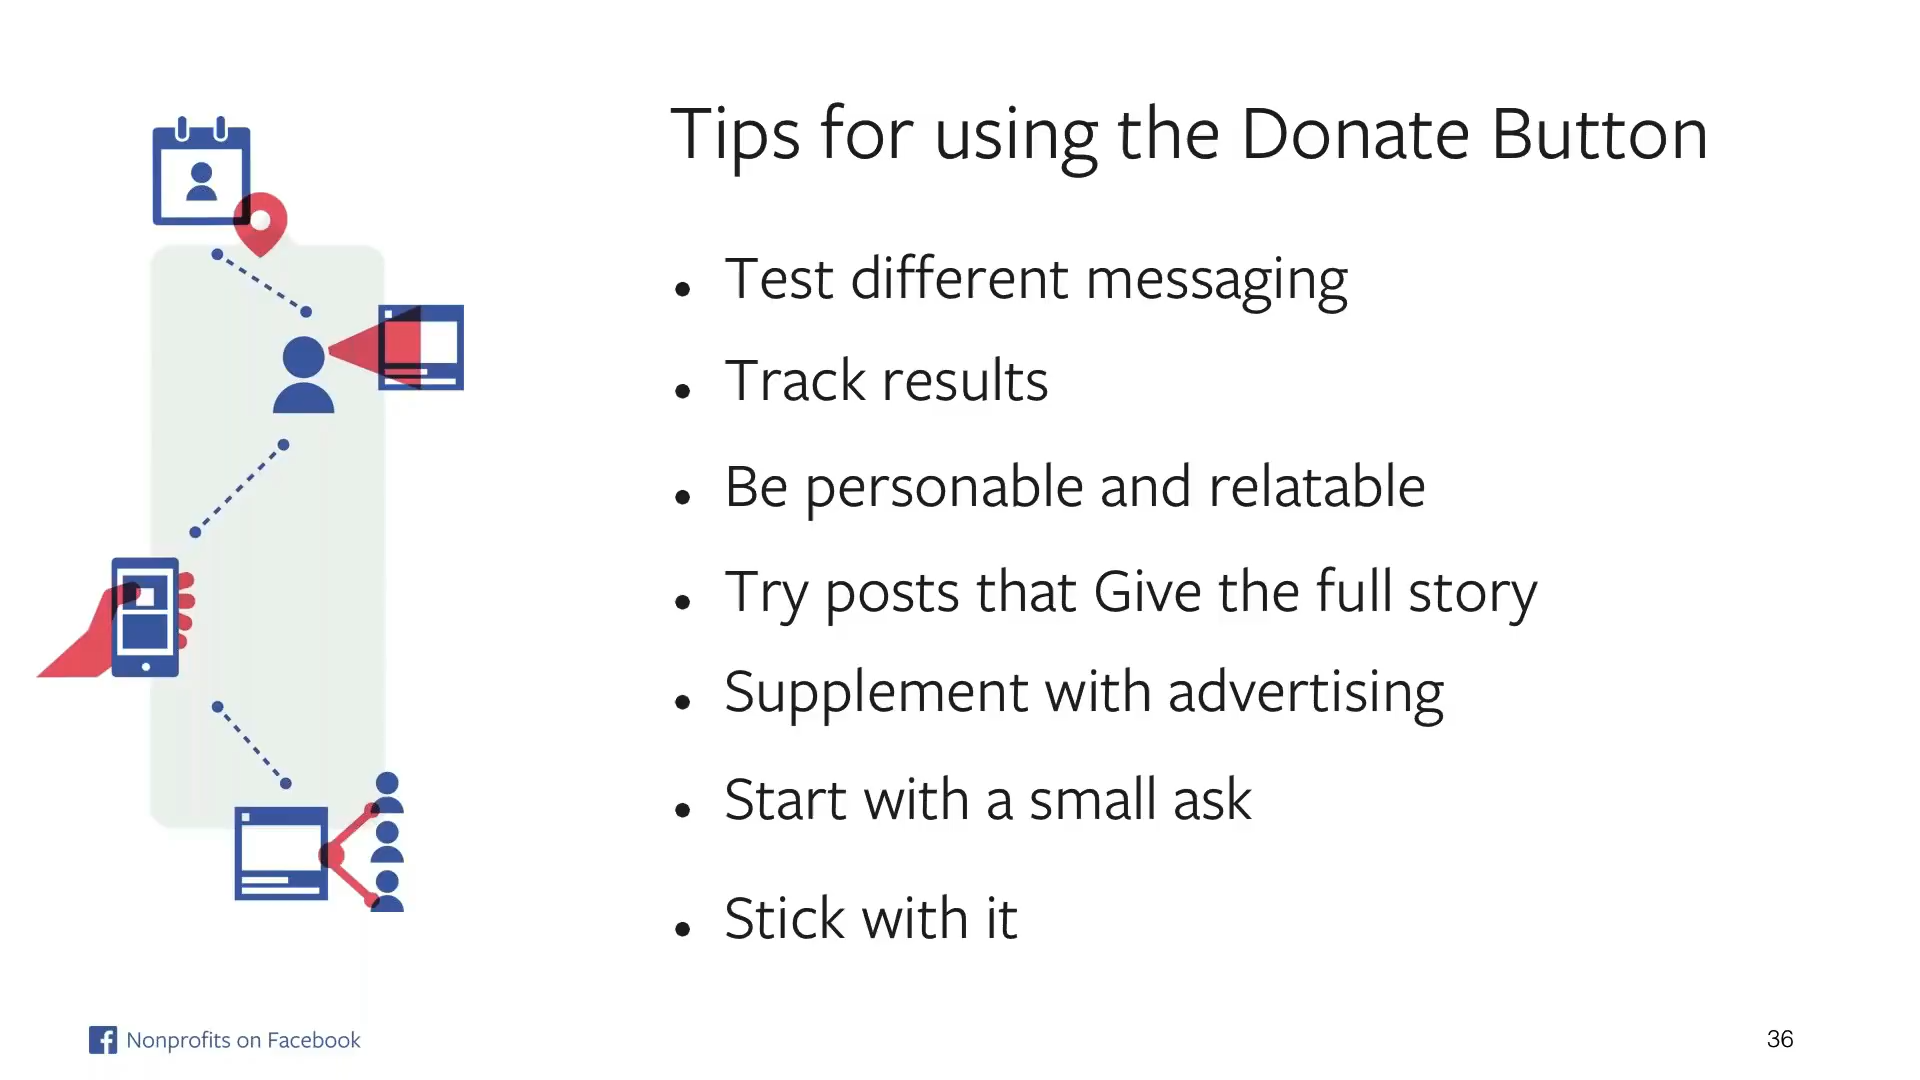 Tips for using the Donate Button
• Test different messaging
• Track results
• Be personable and relatable
• Try posts that Give the full story
• Supplement with advertising
• Start with a small ask
• Stick with it
Nonprofits on Facebook
36